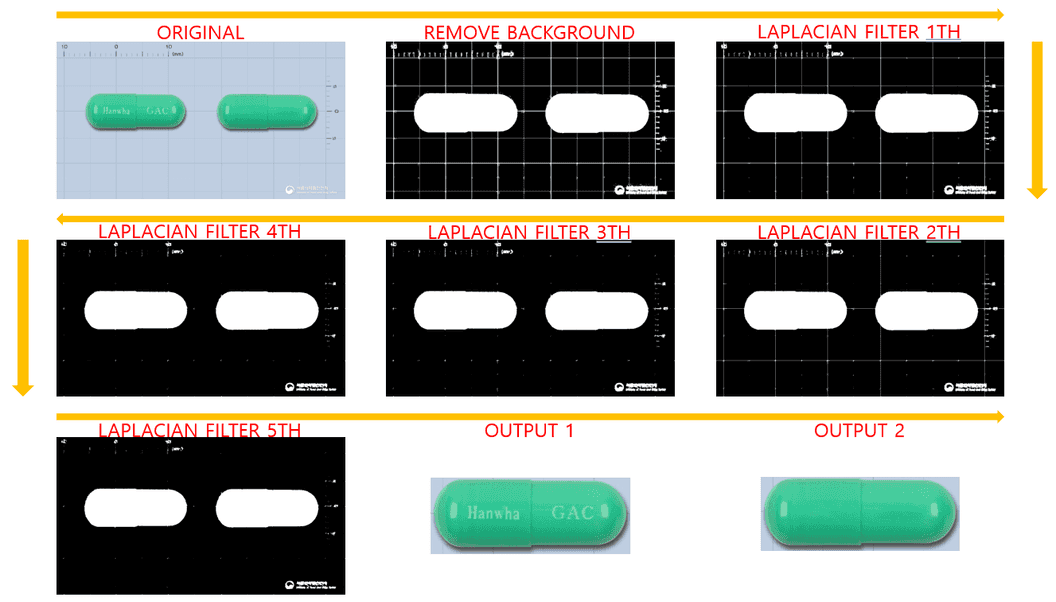 ORIGINAL
REMOVE BACKGROUND
LAPLACIAN FILTER 1TH
10 0 10
Hanwha GAC
0
LAPLACIAN FILTER 4TH
LAPLACIAN FILTER 3TH
LAPLACIAN FILTER 2TH
LAPLACIAN FILTER 5TH
OUTPUT 1
OUTPUT 2
Hanwha GAC